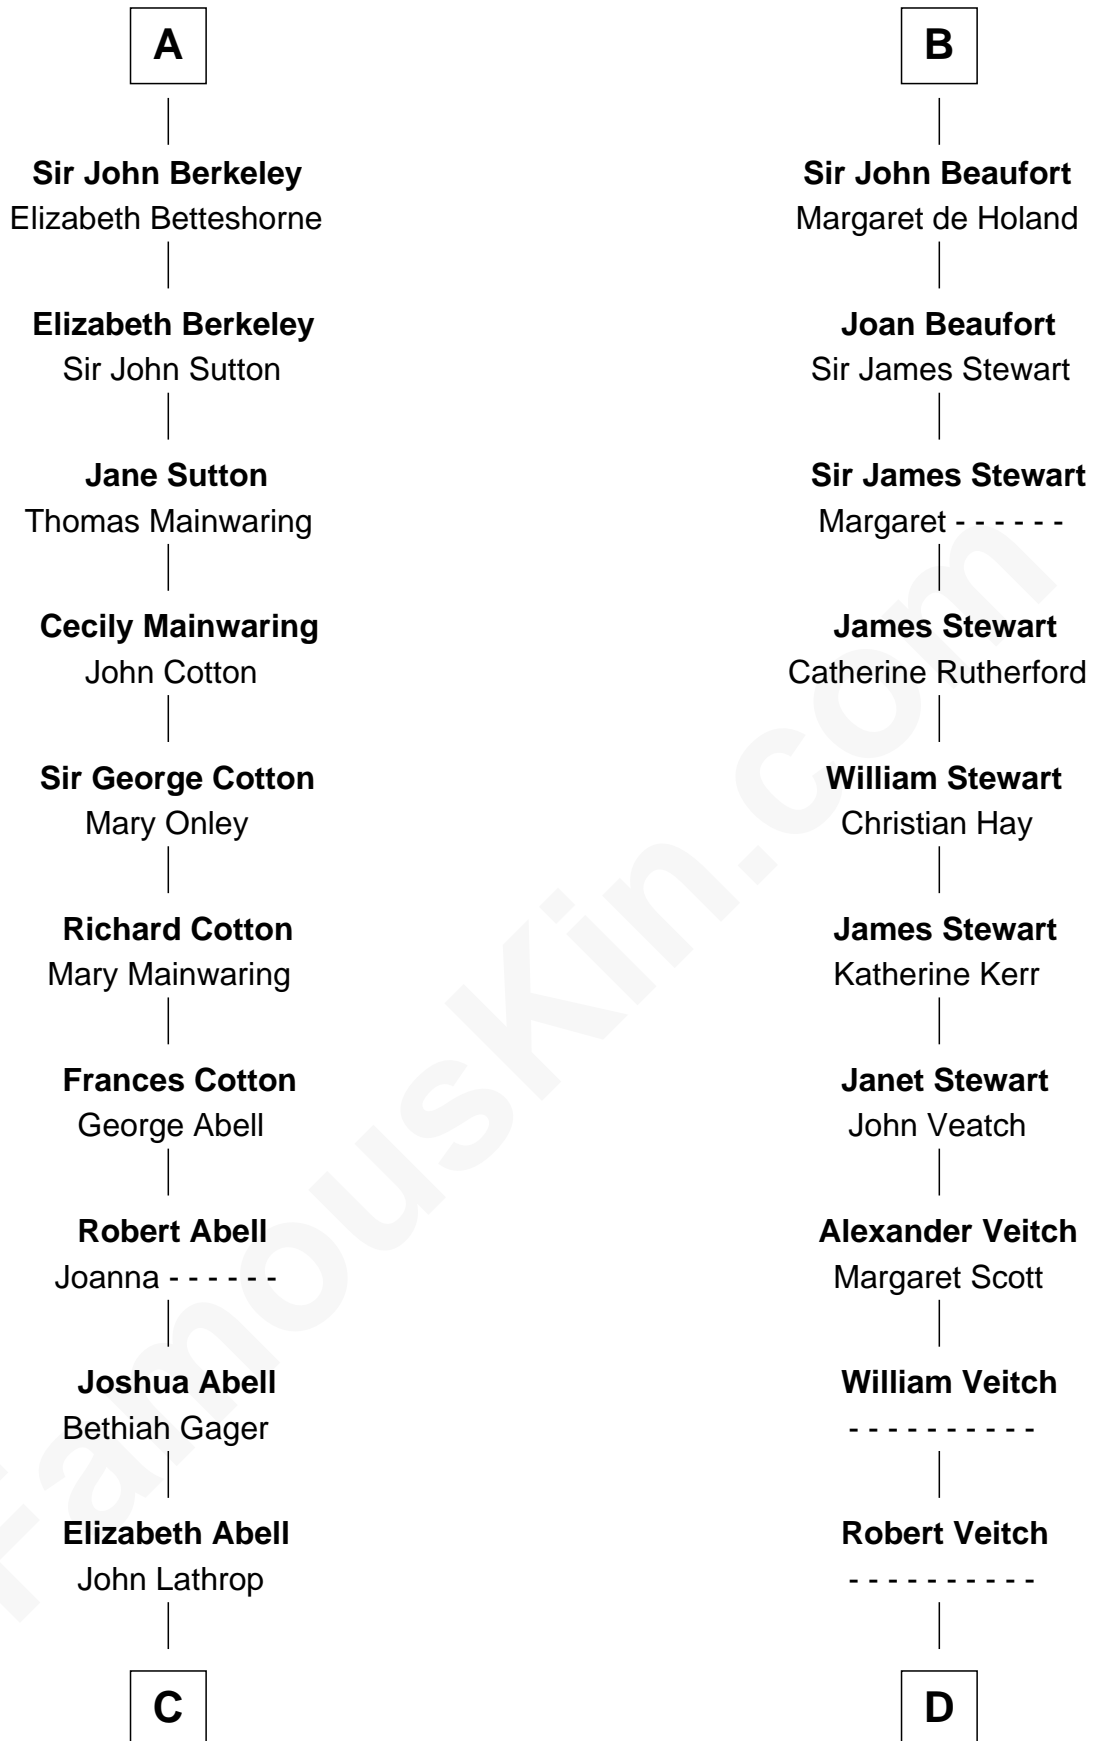 A
Sir John Berkeley
Elizabeth Betteshorne
Elizabeth Berkeley
Sir John Sutton
Jane Sutton
Thomas Mainwaring
Cecily Mainwaring
John Cotton
Sir George Cotton
Mary Onley
Richard Cotton
Mary Mainwaring
Frances Cotton
George Abell
Robert Abell
Joanna - - - - - -
Joshua Abell
Bethiah Gager
Elizabeth Abell
John Lathrop
C
B
Sir John Beaufort
Margaret de Holand
Joan Beaufort
Sir James Stewart
Sir James Stewart
Margaret - - - - - -
James Stewart
Catherine Rutherford
William Stewart
Christian Hay
James Stewart
Katherine Kerr
Janet Stewart
John Veatch
Alexander Veitch
Margaret Scott
William Veitch
- - - - - - - - - -
Robert Veitch
- - - - - - - - - -
D
FamousKin.com